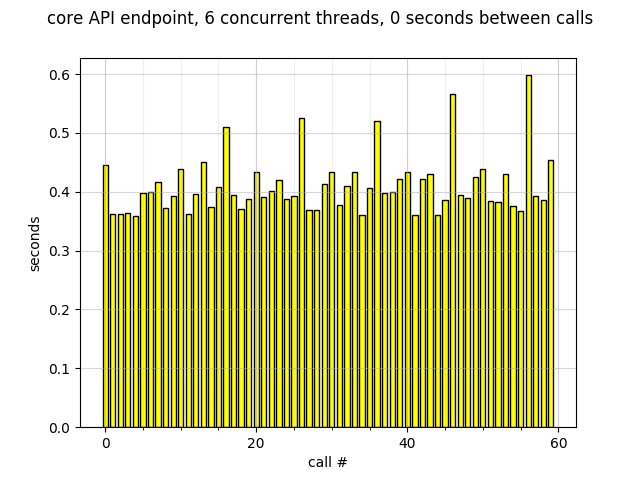 core API endpoint, 6 concurrent threads, 0 seconds between calls
0.6
0.5
0.4
0.3
0.2
0.1
0.0
seconds
0 20 40 60
call #